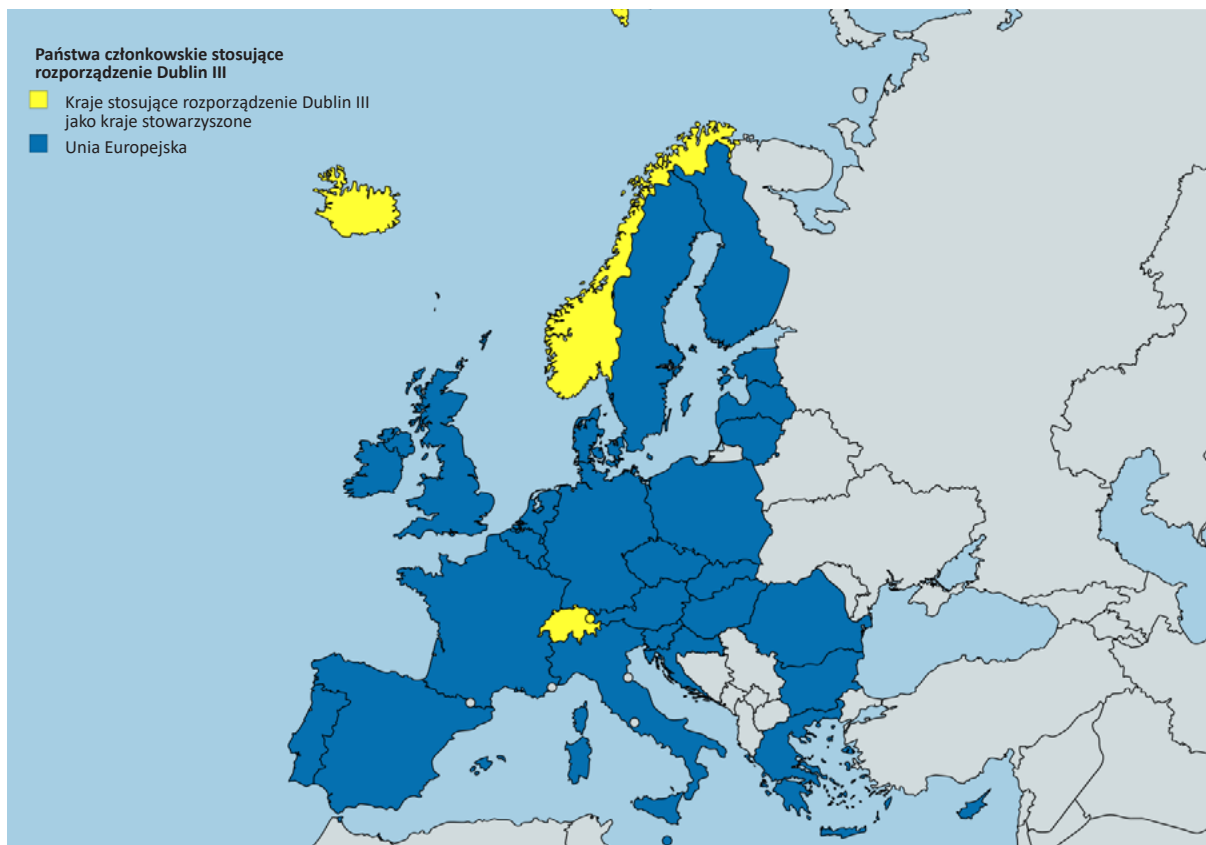 Państwa członkowskie stosujące
rozporządzenie Dublin III
Kraje stosujące rozporządzenie Dublin III
jako kraje stowarzyszone
Unia Europejska